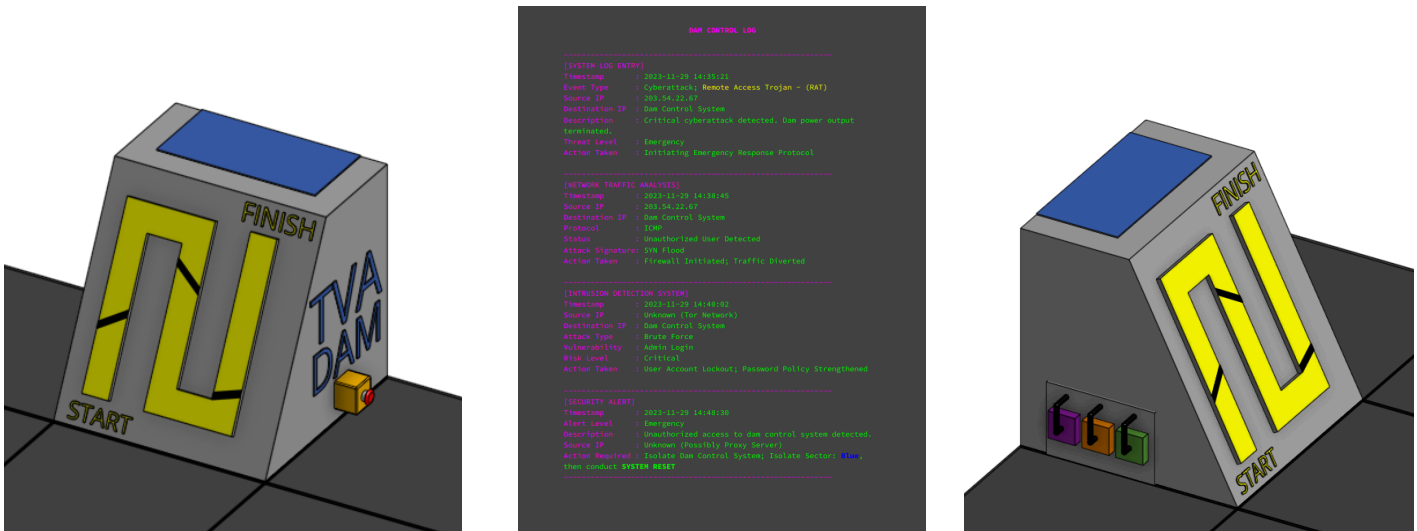 FINISH
START
TVA
DAM
DAM CONTROL LOG
------------------------------------------------------------
[SYSTEM LOG ENTRY]
Timestamp : 2023-11-29 14:35:21
Event Type : Cyberattack; Remote Access Trojan - (RAT)
Source IP : 203.54.22.67
Destination IP : Dam Control System
Description : Critical cyberattack detected. Dam power output
terminated.
Threat Level : Emergency
Action Taken : Initiating Emergency Response Protocol
------------------------------------------------------------
[NETWORK TRAFFIC ANALYSIS]
Timestamp : 2023-11-29 14:38:45
Source IP : 203.54.22.67
Destination IP : Dam Control System
Protocol : ICMP
Status : Unauthorized User Detected
Attack Signature: SYN Flood
Action Taken : Firewall Initiated; Traffic Diverted
------------------------------------------------------------
[INTRUSION DETECTION SYSTEM]
Timestamp : 2023-11-29 14:40:02
Source IP : Unknown (Tor Network)
Destination IP : Dam Control System
Attack Type : Brute Force
Vulnerability : Admin Login
Risk Level : Critical
Action Taken : User Account Lockout; Password Policy Strengthened
------------------------------------------------------------
[SECURITY ALERT]
Timestamp : 2023-11-29 14:48:30
Alert Level : Emergency
Description : Unauthorized access to dam control system detected.
Source IP : Unknown (Possibly Proxy Server)
Action Required : Isolate Dam Control System; Isolate Sector: Blue,
then conduct SYSTEM RESET
------------------------------------------------------------
FINISH
START